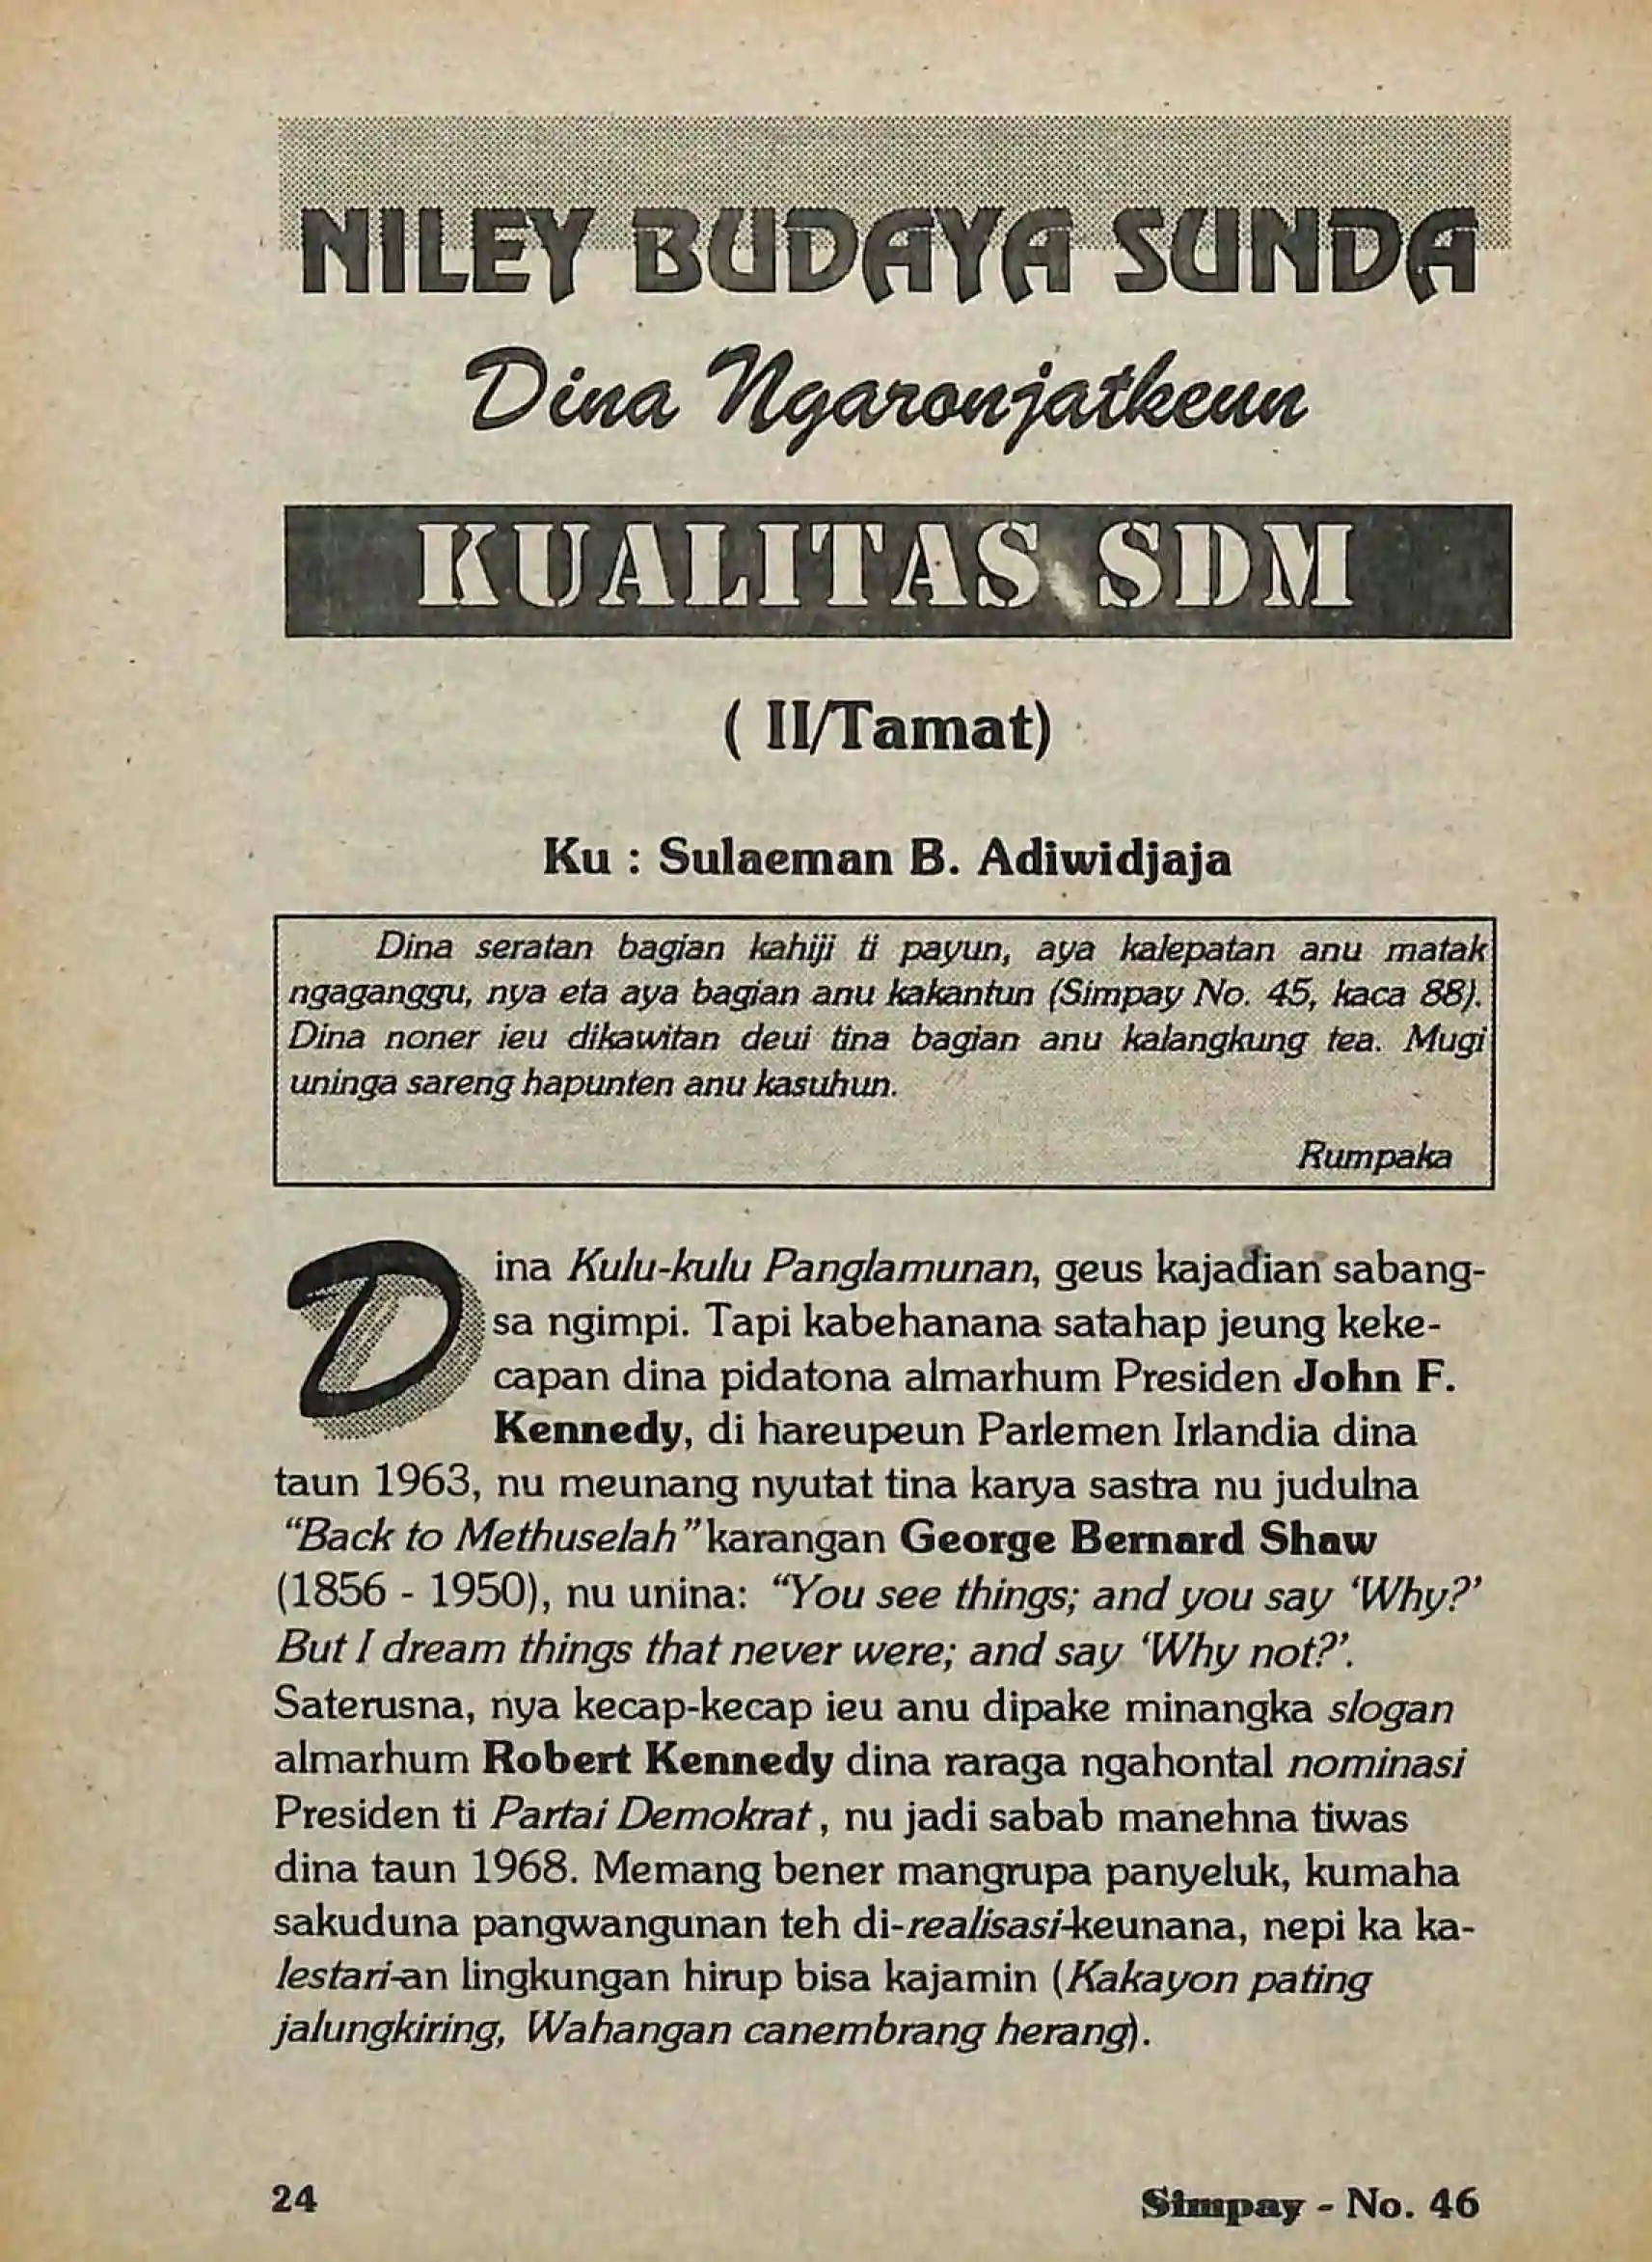 NILEY BUDAYA SUNDA
Dina Ngaronjatkeun
KUALITAS SDM
( II/Tamat)
Ku : Sulaeman B. Adiwidjaja
Dina seratan bagian kahiji ti payun, aya kalepatan anu matak
ngaganggu, nya eta aya bagian anu kakantun (Simpay No. 45, kaca 88).
Dina noner ieu dikawitan deui tina bagian anu kalangkung tea. Mugi
uninga sareng hapunten anu kasuhun.
Rumpaka
Dina Kulu-kulu Panglamunan, geus kajadian sabang-
sa ngimpi. Tapi kabehanana satahap jeung keke-
capan dina pidatona almarhum Presiden John F.
Kennedy, di hareupeun Parlemen Irlandia dina
taun 1963, nu meunang nyutat tina karya sastra nu judulna
“Back to Methuselah” karangan George Bernard Shaw
(1856 - 1950), nu unina: “You see things; and you say ‘Why?’
But I dream things that never were; and say ‘Why not?’.
Saterusna, nya kecap-kecap ieu anu dipake minangka slogan
almarhum Robert Kennedy dina raraga ngahontal nominasi
Presiden ti Partai Demokrat, nu jadi sabab manehna tiwas
dina taun 1968. Memang bener mangrupa panyeluk, kumaha
sakuduna pangwangunan teh di-realisasi-keunana, nepi ka ka-
lestari-an lingkungan hirup bisa kajamin (Kakayon pating
jalungkiring, Wahangan canembrang herang).
24
Simpay - No. 46